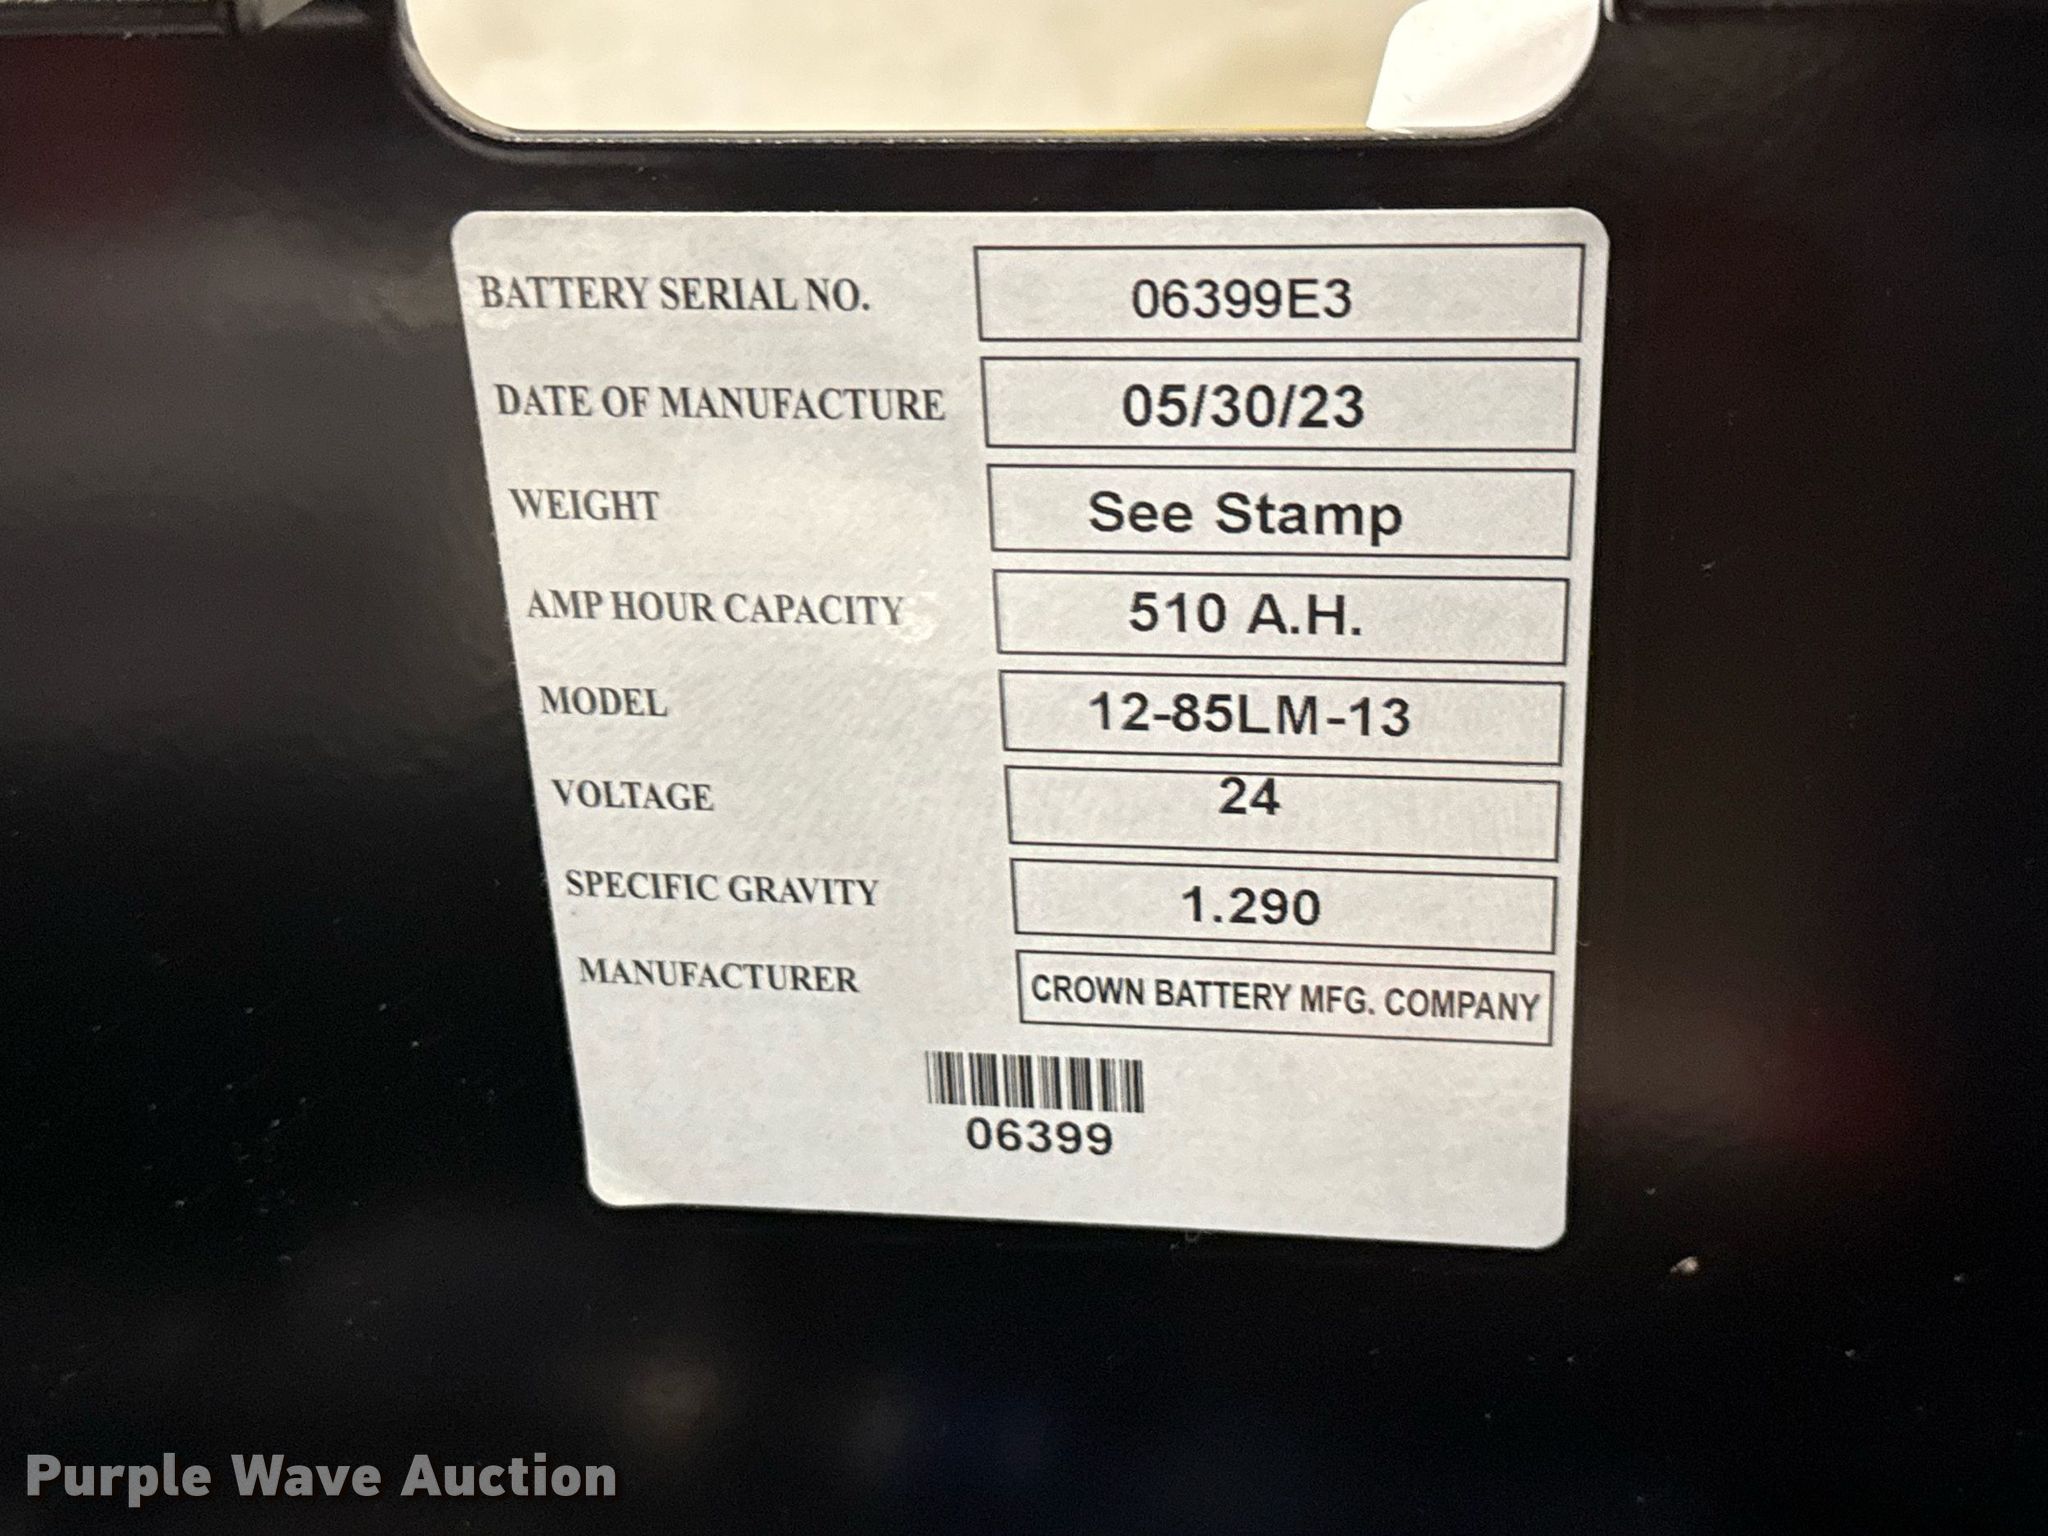 BATTERY SERIAL NO. 06399E3
DATE OF MANUFACTURE 05/30/23
WEIGHT See Stamp
AMP HOUR CAPACITY 510 A.H.
MODEL 12-85LM-13
VOLTAGE 24
SPECIFIC GRAVITY 1.290
MANUFACTURER CROWN BATTERY MFG. COMPANY
06399
Purple Wave Auction